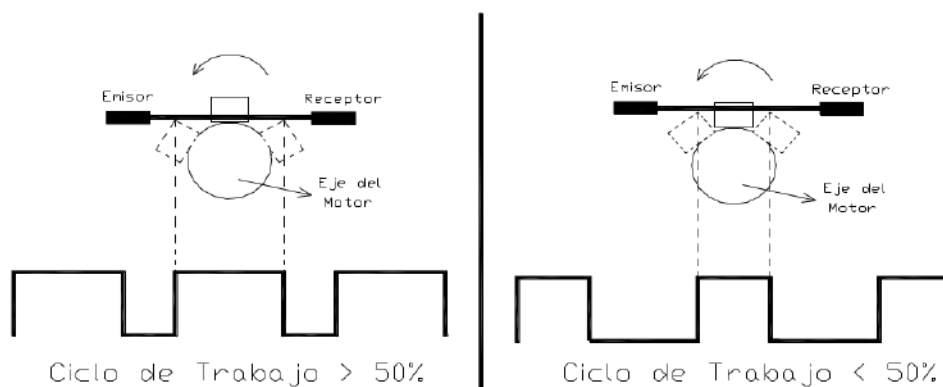 Emisor
Receptor
Eje del
Motor
Ciclo de Trabajo > 50%
Emisor
Receptor
Eje del
Motor
Ciclo de Trabajo < 50%